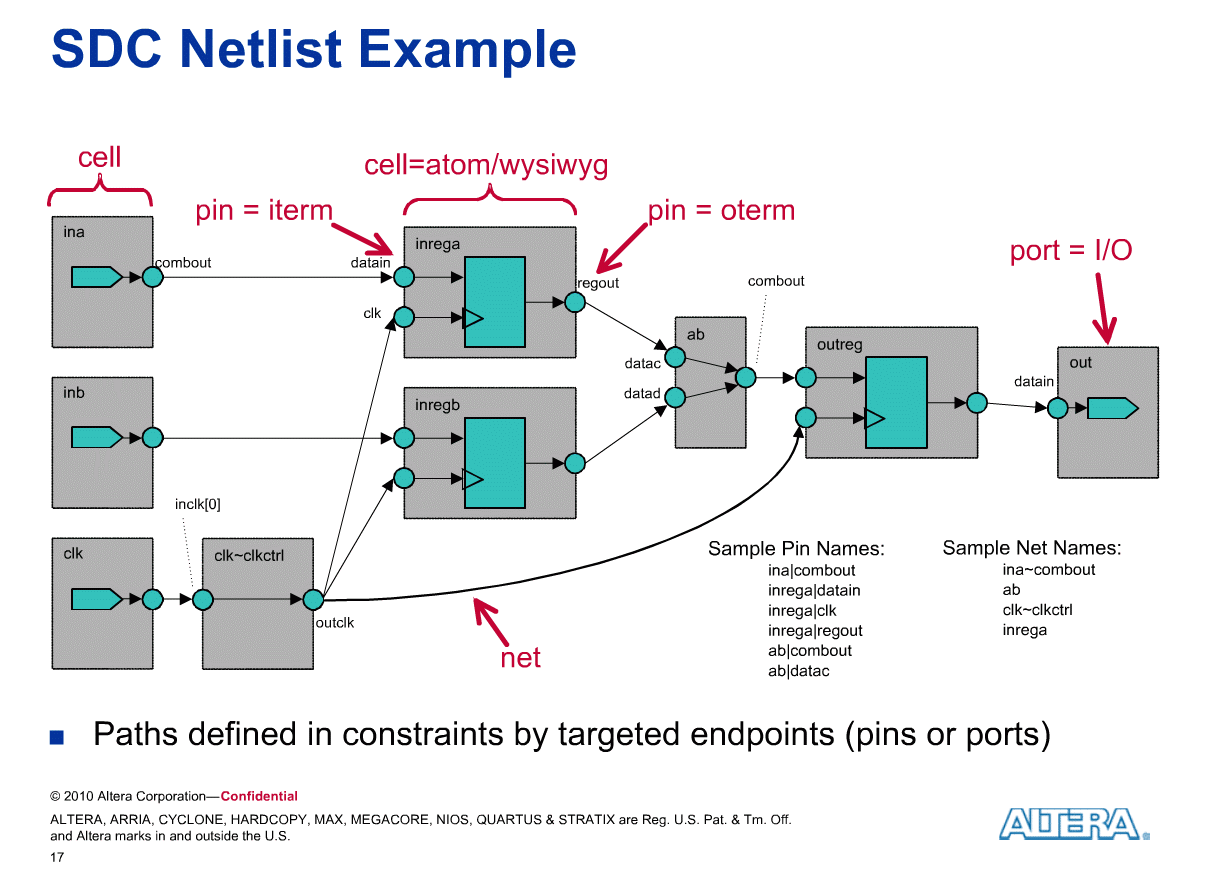 SDC Netlist Example
cell
cell=atom/wysiwyg
pin = iterm
pin = oterm
port = I/O
ina
combout
datain
inrega
clk
regout
combout
ab
datac
datad
outreg
datain
out
inb
inregb
inclk[0]
clk
clk~clkctrl
outclk
net
Sample Pin Names:
ina|combout
inrega|datain
inrega|clk
inrega|regout
ab|combout
ab|datac
Sample Net Names:
ina~combout
ab
clk~clkctrl
inrega
Paths defined in constraints by targeted endpoints (pins or ports)
© 2010 Altera Corporation—Confidential
ALTERA, ARRIA, CYCLONE, HARDCOPY, MAX, MEGACORE, NIOS, QUARTUS & STRATIX are Reg. U.S. Pat. & Tm. Off.
and Altera marks in and outside the U.S.
17
ALTERA